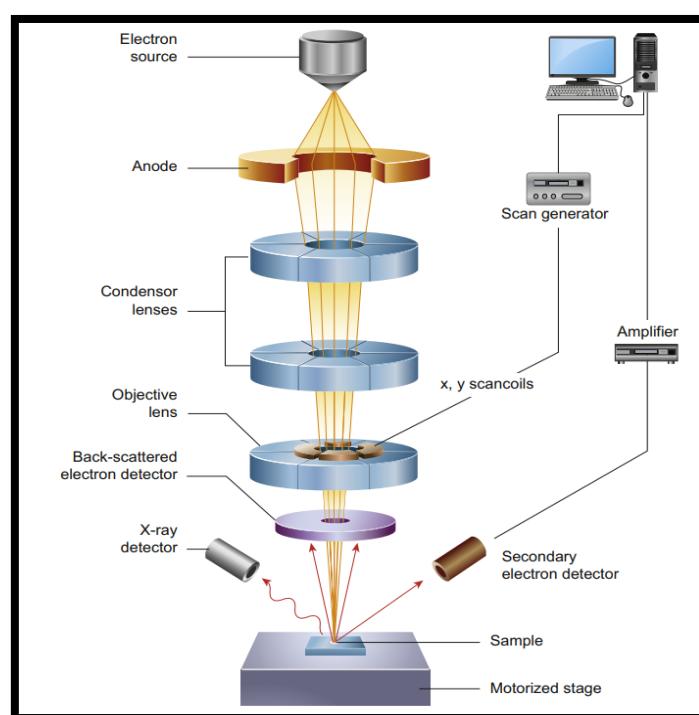 Electron
source
Anode
Scan generator
Condensor
lenses
Amplifier
x, y scancoils
Objective
lens
Back-scattered
electron detector
X-ray
detector
Secondary
electron detector
Sample
Motorized stage